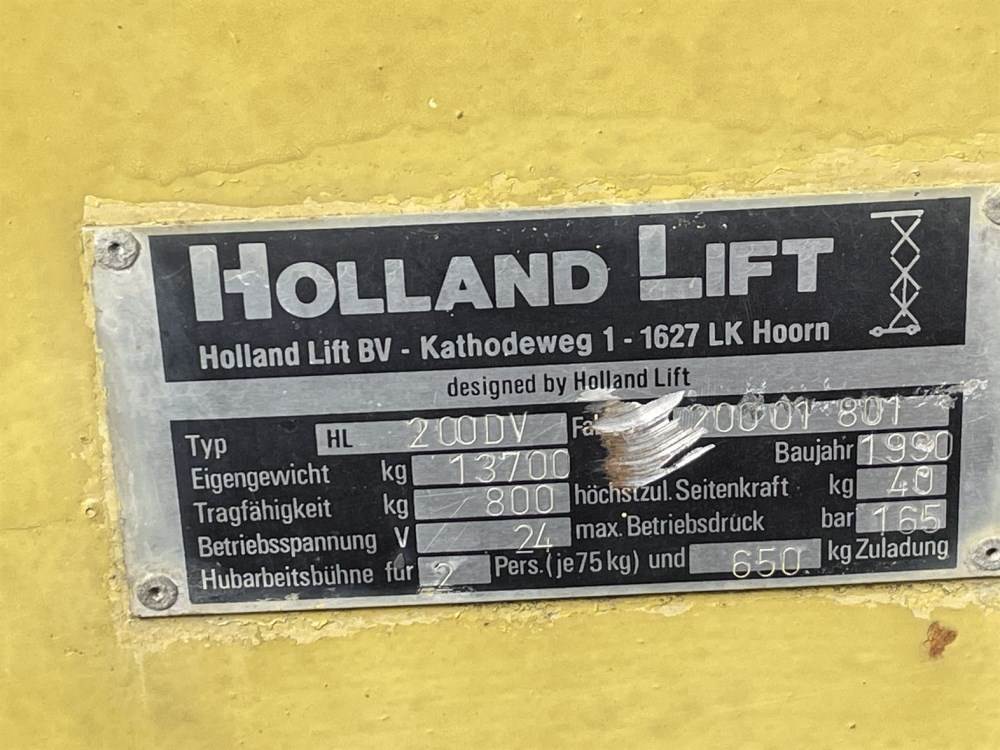 HOLLAND LIFT
Holland Lift BV - Kathodeweg 1 - 1627 LK Hoorn
designed by Holland Lift
Typ HL 200DV 20001 801
Eigengewicht kg 13700 Baujahr 1990
Tragfähigkeit kg 800 höchstzul. Seitenkraft kg 40
Betriebsspannung V 24 max. Betriebsdruck bar 165
Hubarbeitsbühne für 2 Pers. (je 75 kg) und 650 kg Zuladung